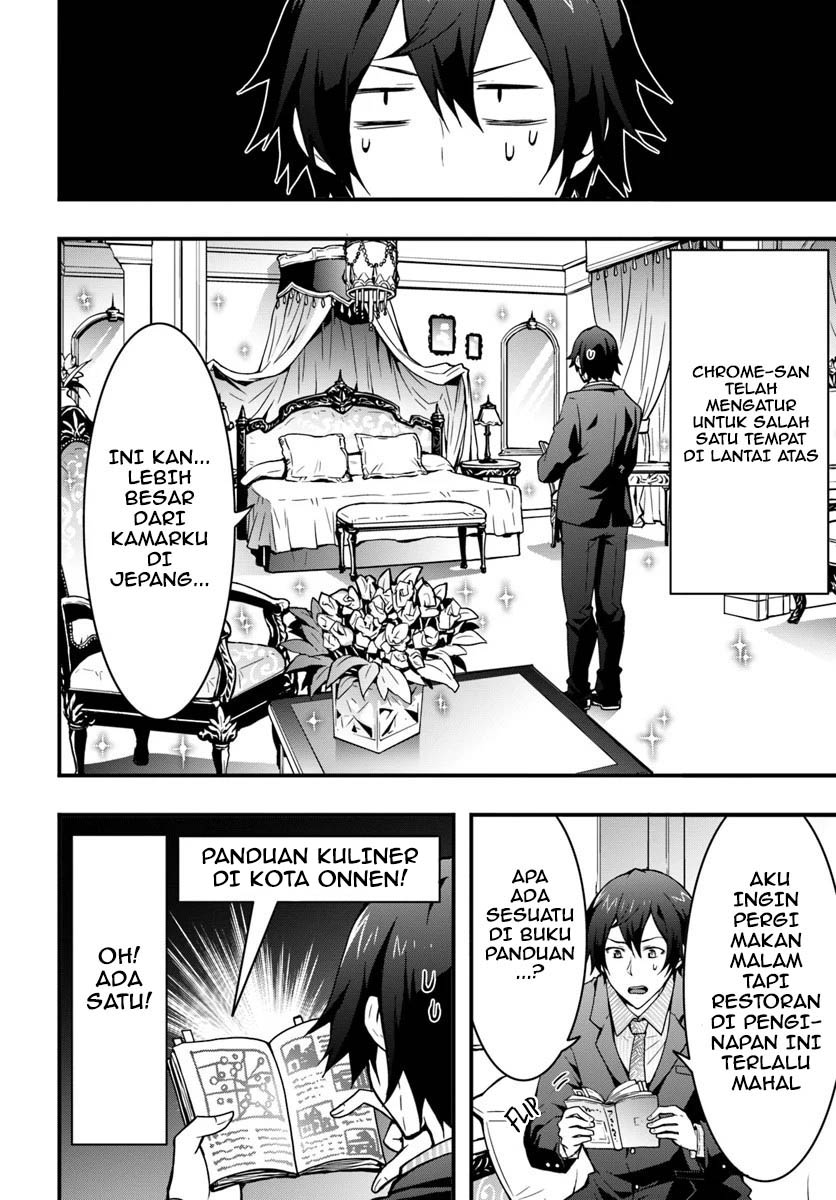 CHROME-SAN
TELAH
MENGATUR
UNTUK SALAH
SATU TEMPAT
DI LANTAI ATAS
INI KAN...
LEBIH
BESAR
DARI
KAMARKU
DI
JEPANG...
AKU
INGIN
PERGI
MAKAN
MALAM
TAPI
RESTORAN
DI PENGI-
NAPAN INI
TERLALU
MAHAL
APA
ADA
SESUATU
DI BUKU
PANDUAN
...?
FLIP
PANDUAN KULINER
DI KOTA ONNEN!
OH!
ADA
SATU!